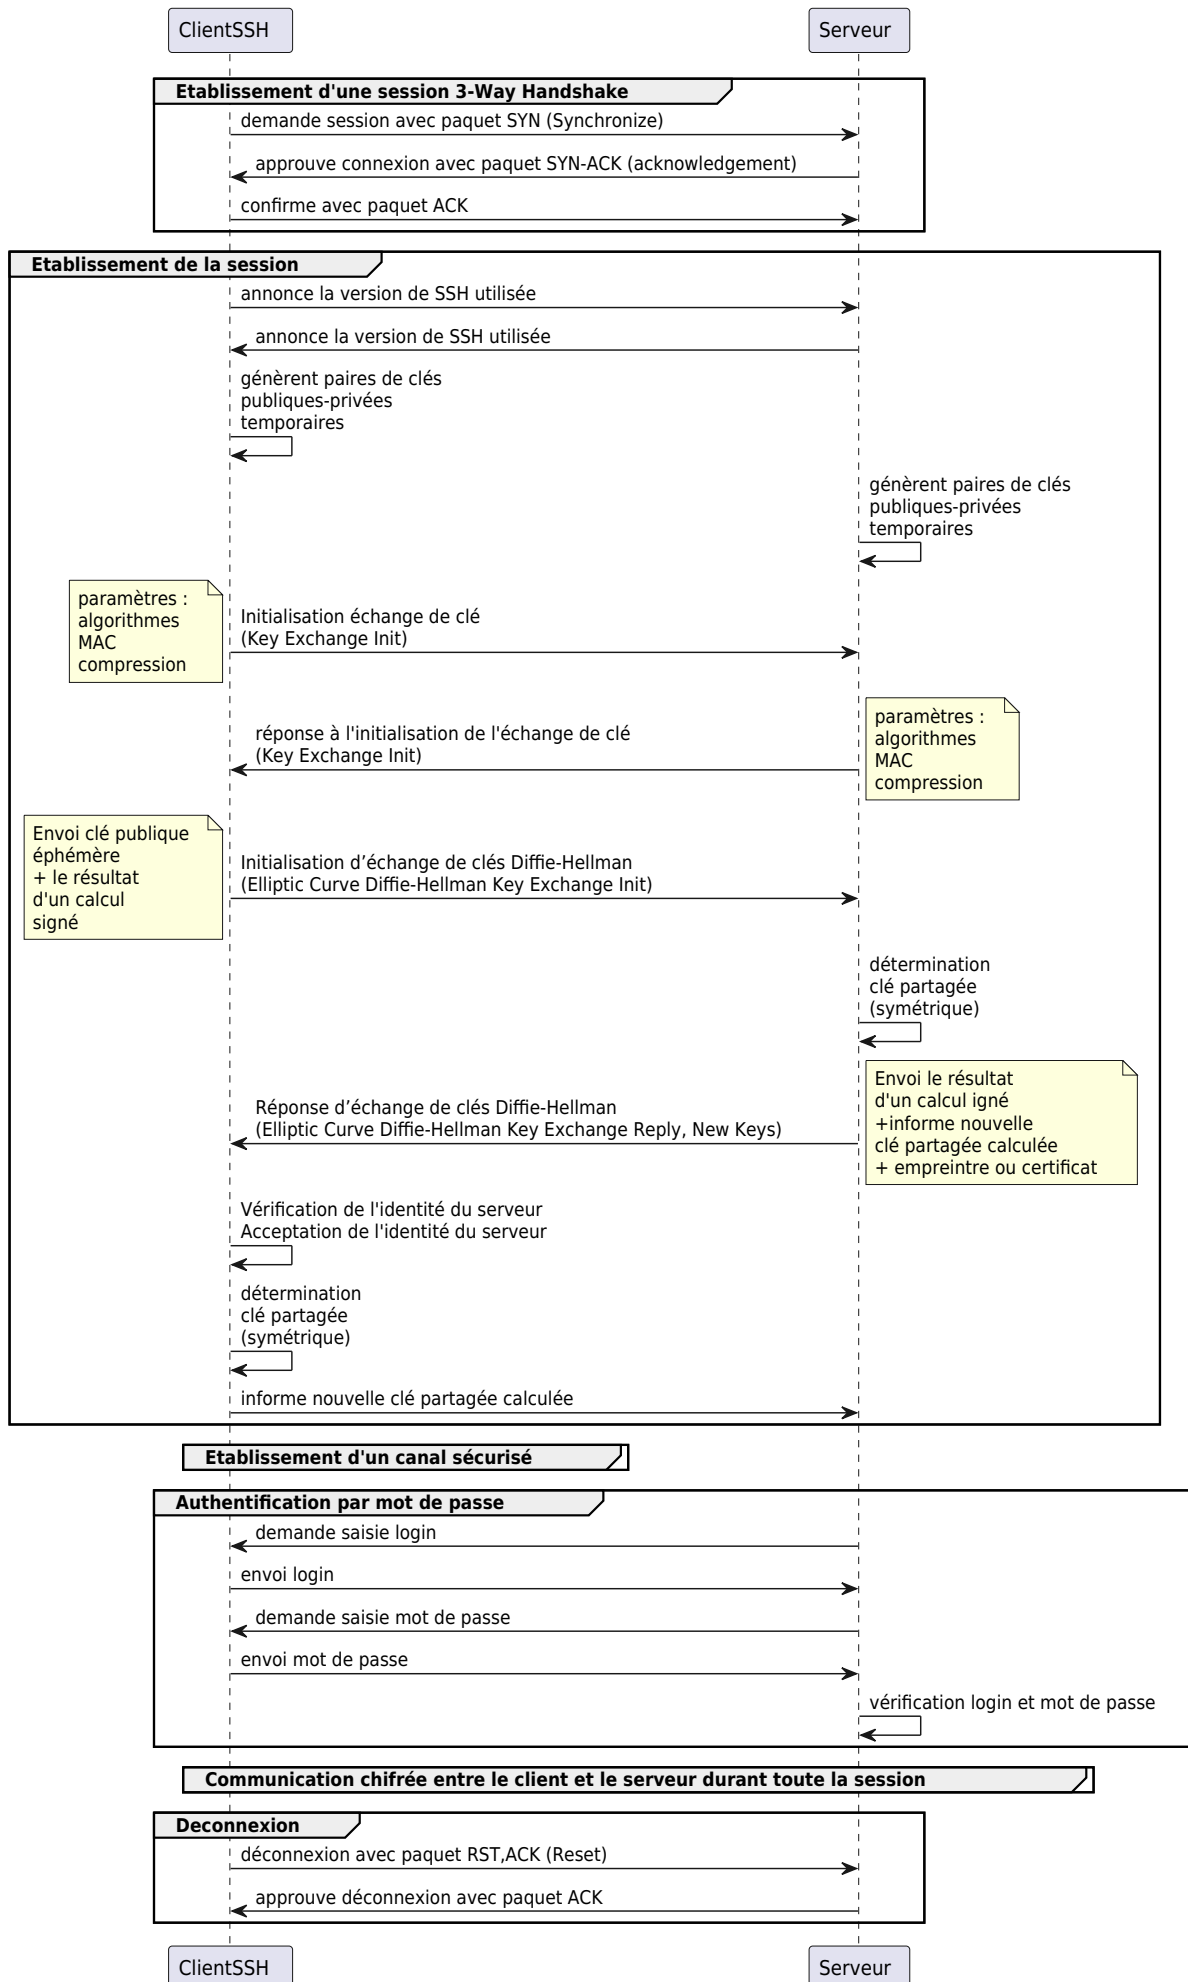 ClientSSH
Serveur
Etablissement d'une session 3-Way Handshake
demande session avec paquet SYN (Synchronize)
approuve connexion avec paquet SYN-ACK (acknowledgement)
confirme avec paquet ACK
Etablissement de la session
annonce la version de SSH utilisée
annonce la version de SSH utilisée
génèrent paires de clés
publiques-privées
temporaires
génèrent paires de clés
publiques-privées
temporaires
paramètres :
algorithmes
MAC
compression
Initialisation échange de clé
(Key Exchange Init)
réponse à l'initialisation de l'échange de clé
(Key Exchange Init)
paramètres :
algorithmes
MAC
compression
Envoi clé publique
éphémère
+ le résultat
d'un calcul
signé
Initialisation d’échange de clés Diffie-Hellman
(Elliptic Curve Diffie-Hellman Key Exchange Init)
détermination
clé partagée
(symétrique)
Réponse d’échange de clés Diffie-Hellman
(Elliptic Curve Diffie-Hellman Key Exchange Reply, New Keys)
Envoi le résultat
d'un calcul igné
+informe nouvelle
clé partagée calculée
+ empreintre ou certificat
Vérification de l'identité du serveur
Acceptation de l'identité du serveur
détermination
clé partagée
(symétrique)
informe nouvelle clé partagée calculée
Etablissement d'un canal sécurisé
Authentification par mot de passe
demande saisie login
envoi login
demande saisie mot de passe
envoi mot de passe
vérification login et mot de passe
Communication chifrée entre le client et le serveur durant toute la session
Deconnexion
déconnexion avec paquet RST,ACK (Reset)
approuve déconnexion avec paquet ACK
ClientSSH
Serveur